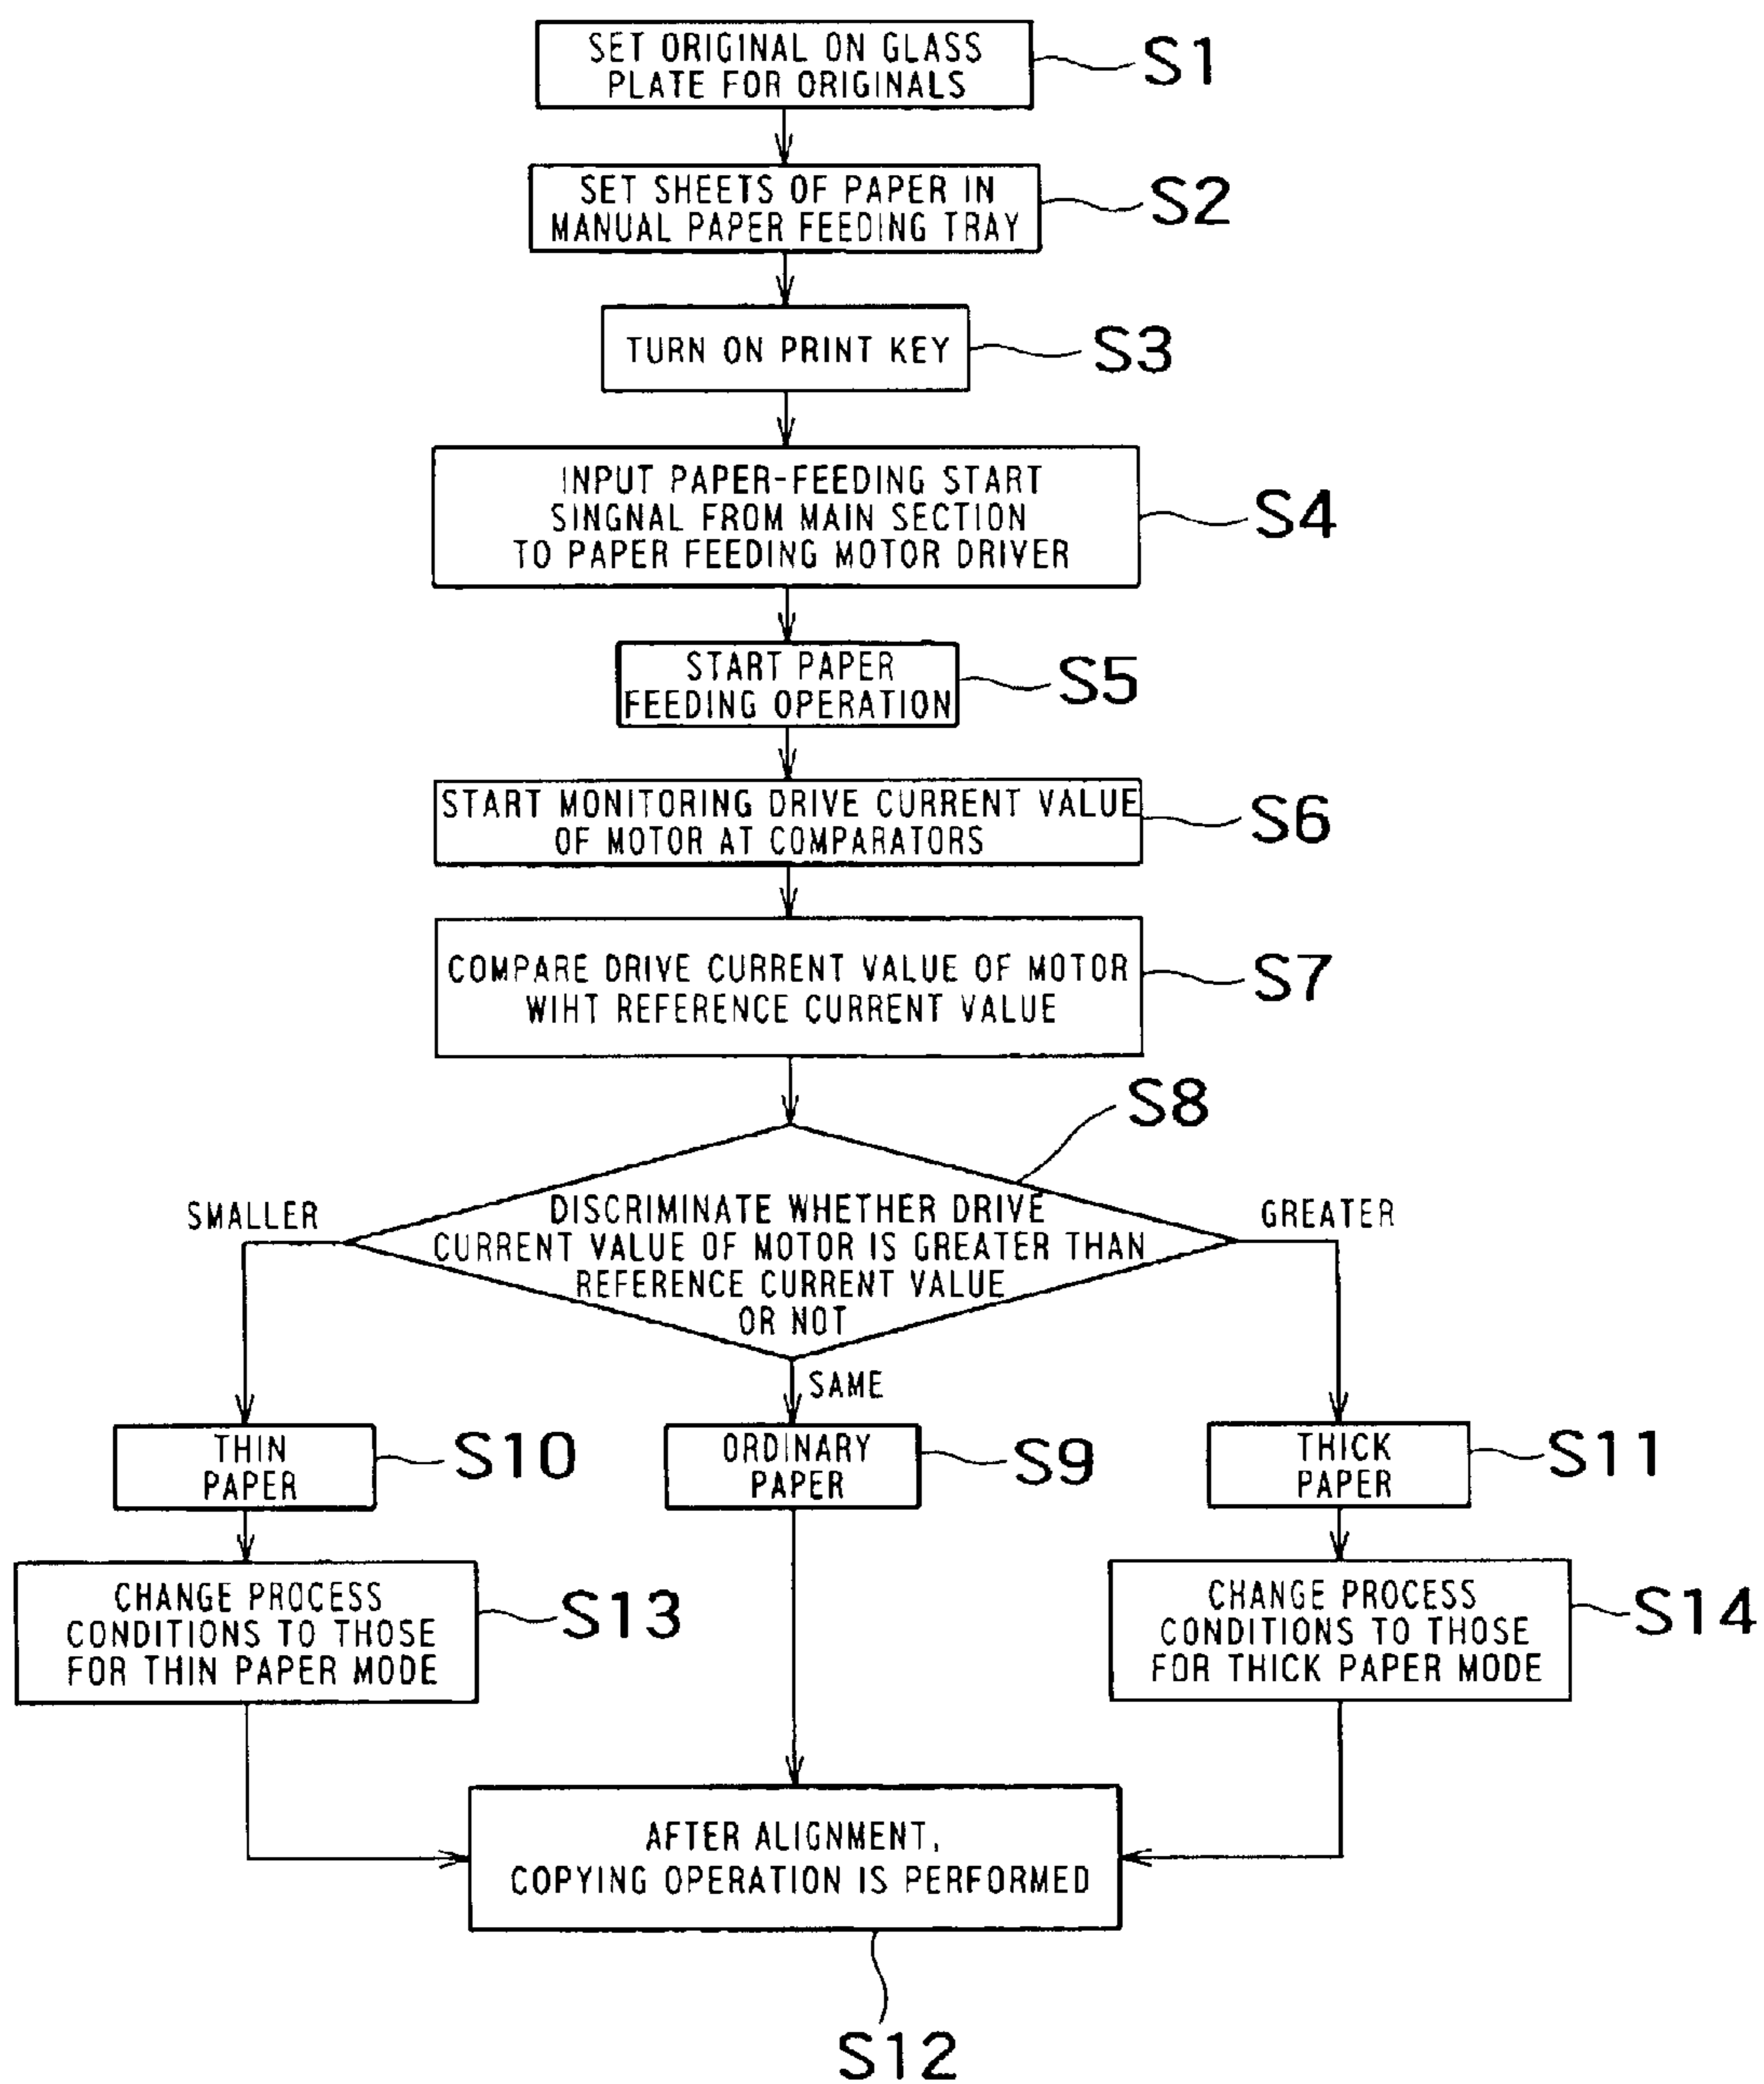 SET ORIGINAL ON GLASS
PLATE FOR ORIGINALS
S1
SET SHEETS OF PAPER IN
MANUAL PAPER FEEDING TRAY
S2
TURN ON PRINT KEY
S3
INPUT PAPER-FEEDING START
SINGNAL FROM MAIN SECTION
TO PAPER FEEDING MOTOR DRIVER
S4
START PAPER
FEEDING OPERATION
S5
START MONITORING DRIVE CURRENT VALUE
OF MOTOR AT COMPARATORS
S6
COMPARE DRIVE CURRENT VALUE OF MOTOR
WIHT REFERENCE CURRENT VALUE
S7
S8
DISCRIMINATE WHETHER DRIVE
CURRENT VALUE OF MOTOR IS GREATER THAN
REFERENCE CURRENT VALUE
OR NOT
SMALLER
GREATER
SAME
THIN
PAPER
S10
ORDINARY
PAPER
S9
THICK
PAPER
S11
CHANGE PROCESS
CONDITIONS TO THOSE
FOR THIN PAPER MODE
S13
CHANGE PROCESS
CONDITIONS TO THOSE
FOR THICK PAPER MODE
S14
AFTER ALIGNMENT,
COPYING OPERATION IS PERFORMED
S12